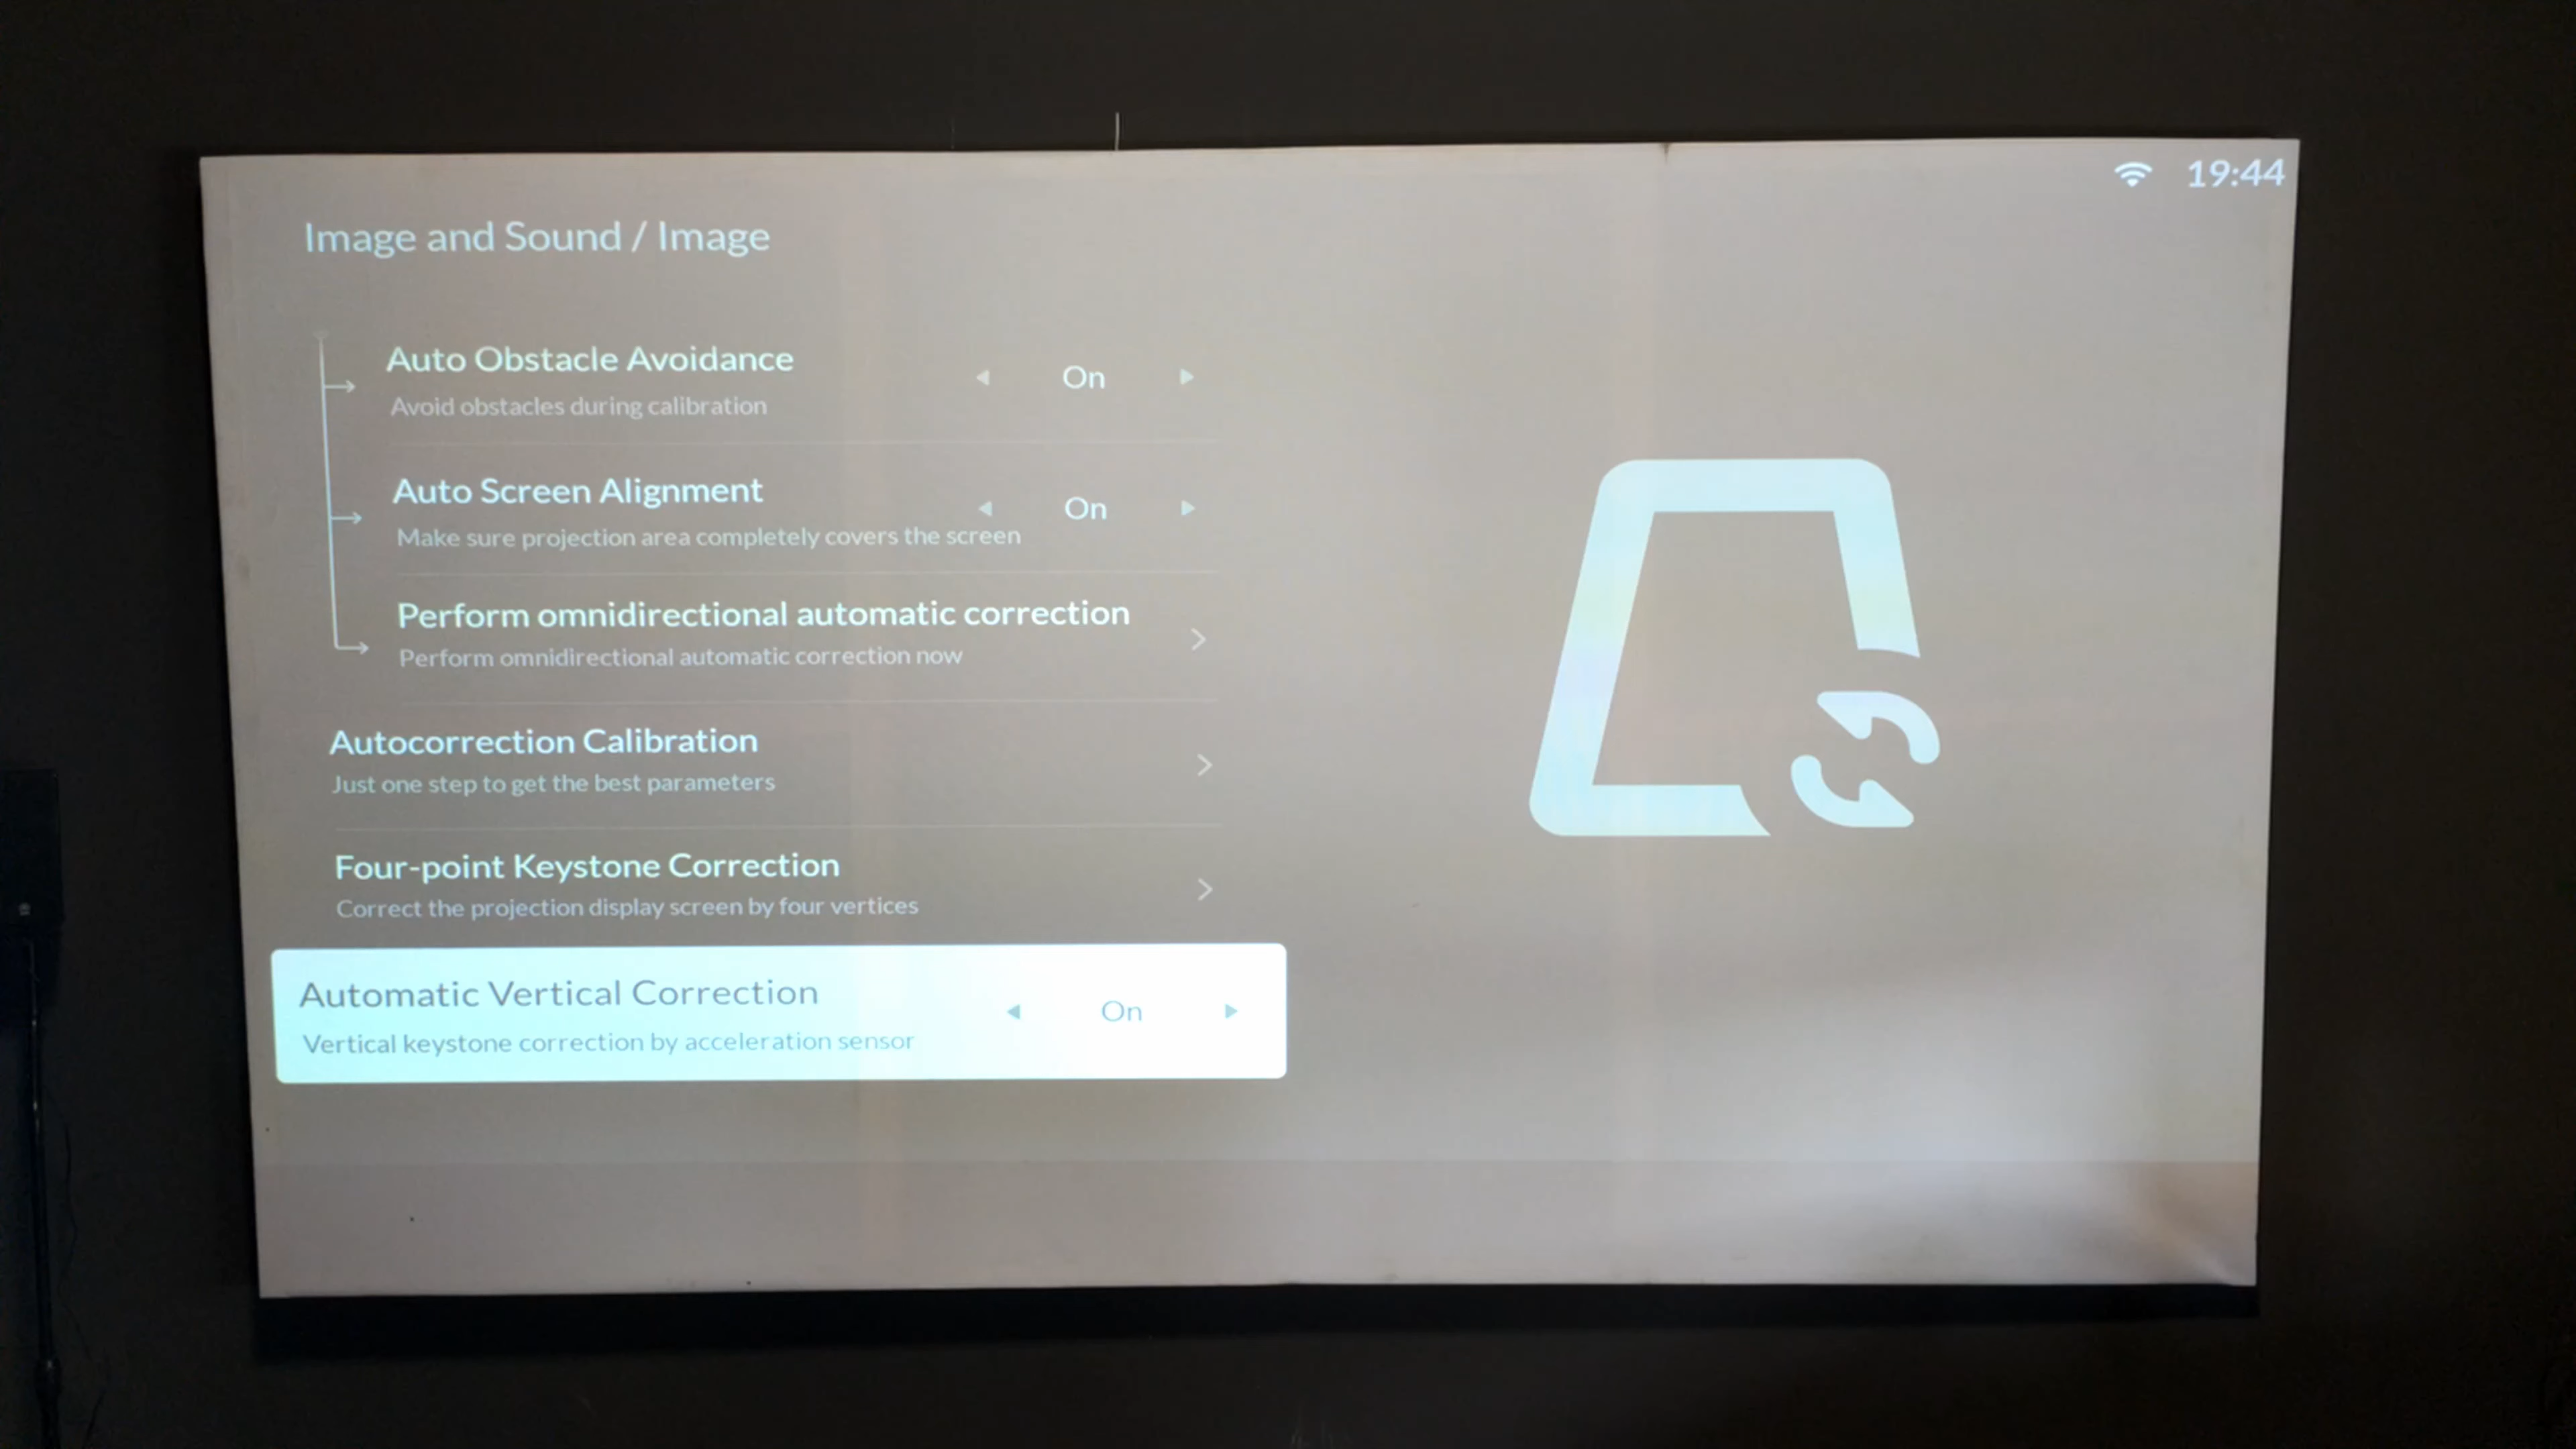 19:44
Image and Sound / Image
Auto Obstacle Avoidance
On
Avoid obstacles during calibration
Auto Screen Alignment
On
Make sure projection area completely covers the screen
Perform omnidirectional automatic correction
Perform omnidirectional automatic correction now
Autocorrection Calibration
Just one step to get the best parameters
Four-point Keystone Correction
Correct the projection display screen by four vertices
Automatic Vertical Correction
On
Vertical keystone correction by acceleration sensor